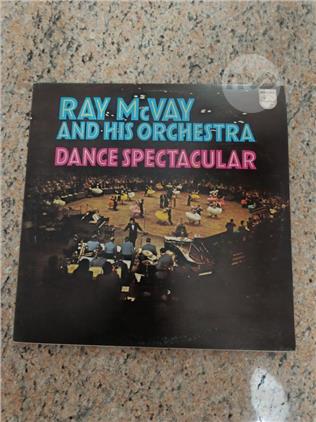 RAY McVAY
AND HIS ORCHESTRA
DANCE SPECTACULAR